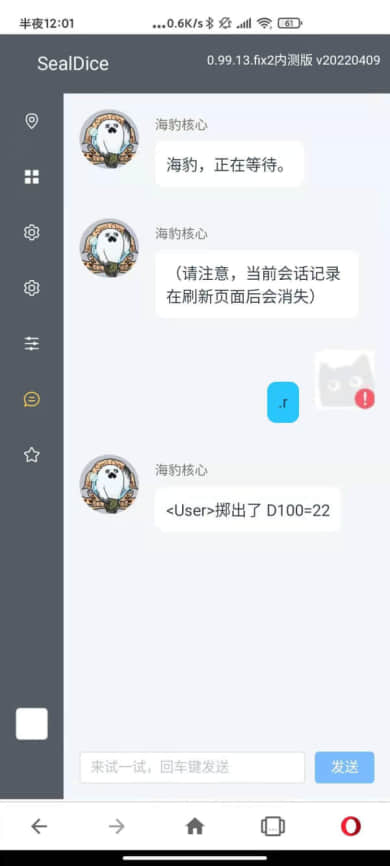 半夜12:01
...0.6K/s
61
SealDice
0.99.13.fix2内测版 v20220409
海豹核心
海豹，正在等待。
海豹核心
（请注意，当前会话记录
在刷新页面后会消失）
.r
!
海豹核心
<User>掷出了 D100=22
来试一试，回车键发送
发送